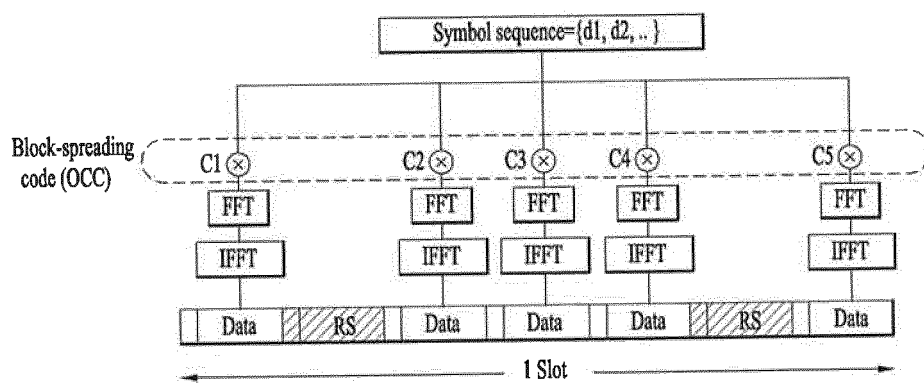 Symbol sequence={d1, d2, .. }
Block-spreading
code (OCC)
C1 C2 C3 C4 C5
FFT FFT FFT FFT FFT
IFFT IFFT IFFT IFFT IFFT
Data RS Data Data Data RS Data
1 Slot